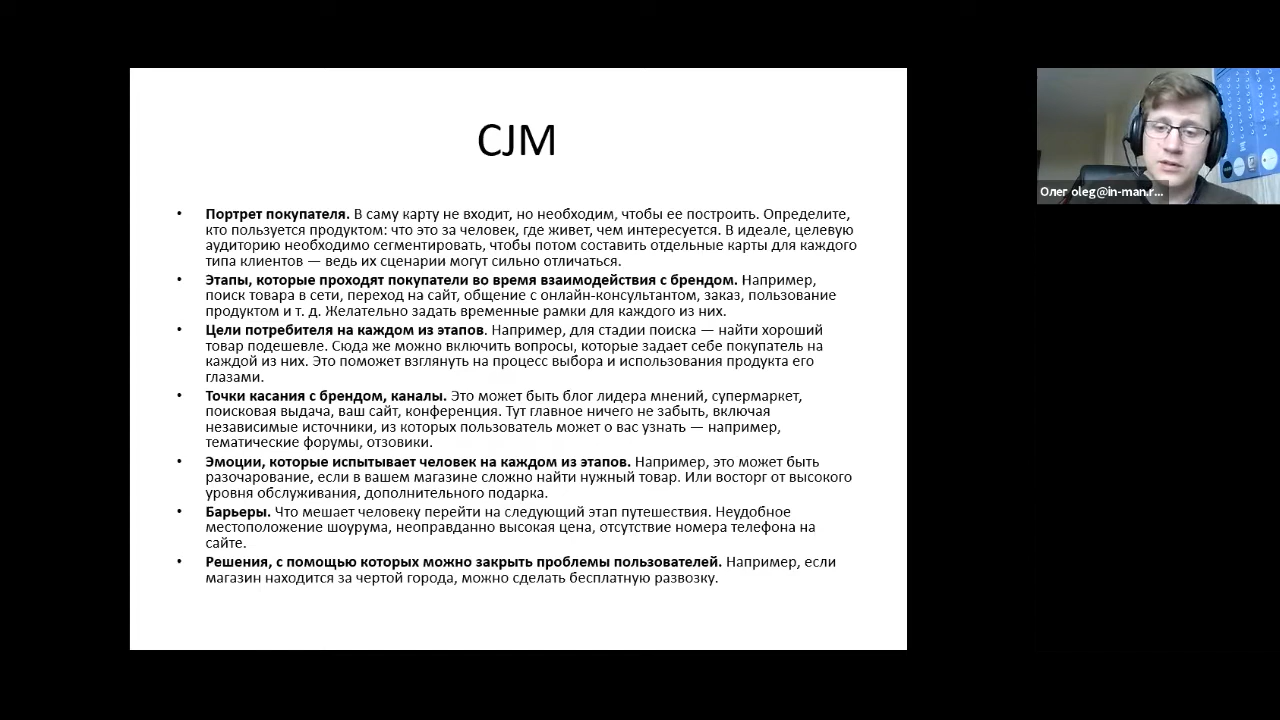 CJM
• Портрет покупателя. В саму карту не входит, но необходим, чтобы ее построить. Определите,
кто пользуется продуктом: что это за человек, где живет, чем интересуется. В идеале, целевую
аудиторию необходимо сегментировать, чтобы потом составить отдельные карты для каждого
типа клиентов — ведь их сценарии могут сильно отличаться.
• Этапы, которые проходят покупатели во время взаимодействия с брендом. Например,
поиск товара в сети, переход на сайт, общение с онлайн-консультантом, заказ, пользование
продуктом и т. д. Желательно задать временные рамки для каждого из них.
• Цели потребителя на каждом из этапов. Например, для стадии поиска — найти хороший
товар подешевле. Сюда же можно включить вопросы, которые задает себе покупатель на
каждой из них. Это поможет взглянуть на процесс выбора и использования продукта его
глазами.
• Точки касания с брендом, каналы. Это может быть блог лидера мнений, супермаркет,
поисковая выдача, ваш сайт, конференция. Тут главное ничего не забыть, включая
независимые источники, из которых пользователь может о вас узнать — например,
тематические форумы, отзовики.
• Эмоции, которые испытывает человек на каждом из этапов. Например, это может быть
разочарование, если в вашем магазине сложно найти нужный товар. Или восторг от высокого
уровня обслуживания, дополнительного подарка.
• Барьеры. Что мешает человеку перейти на следующий этап путешествия. Неудобное
местоположение шоурума, неоправданно высокая цена, отсутствие номера телефона на
сайте.
• Решения, с помощью которых можно закрыть проблемы пользователей. Например, если
магазин находится за чертой города, можно сделать бесплатную развозку.
Олег oleg@in-man.r...